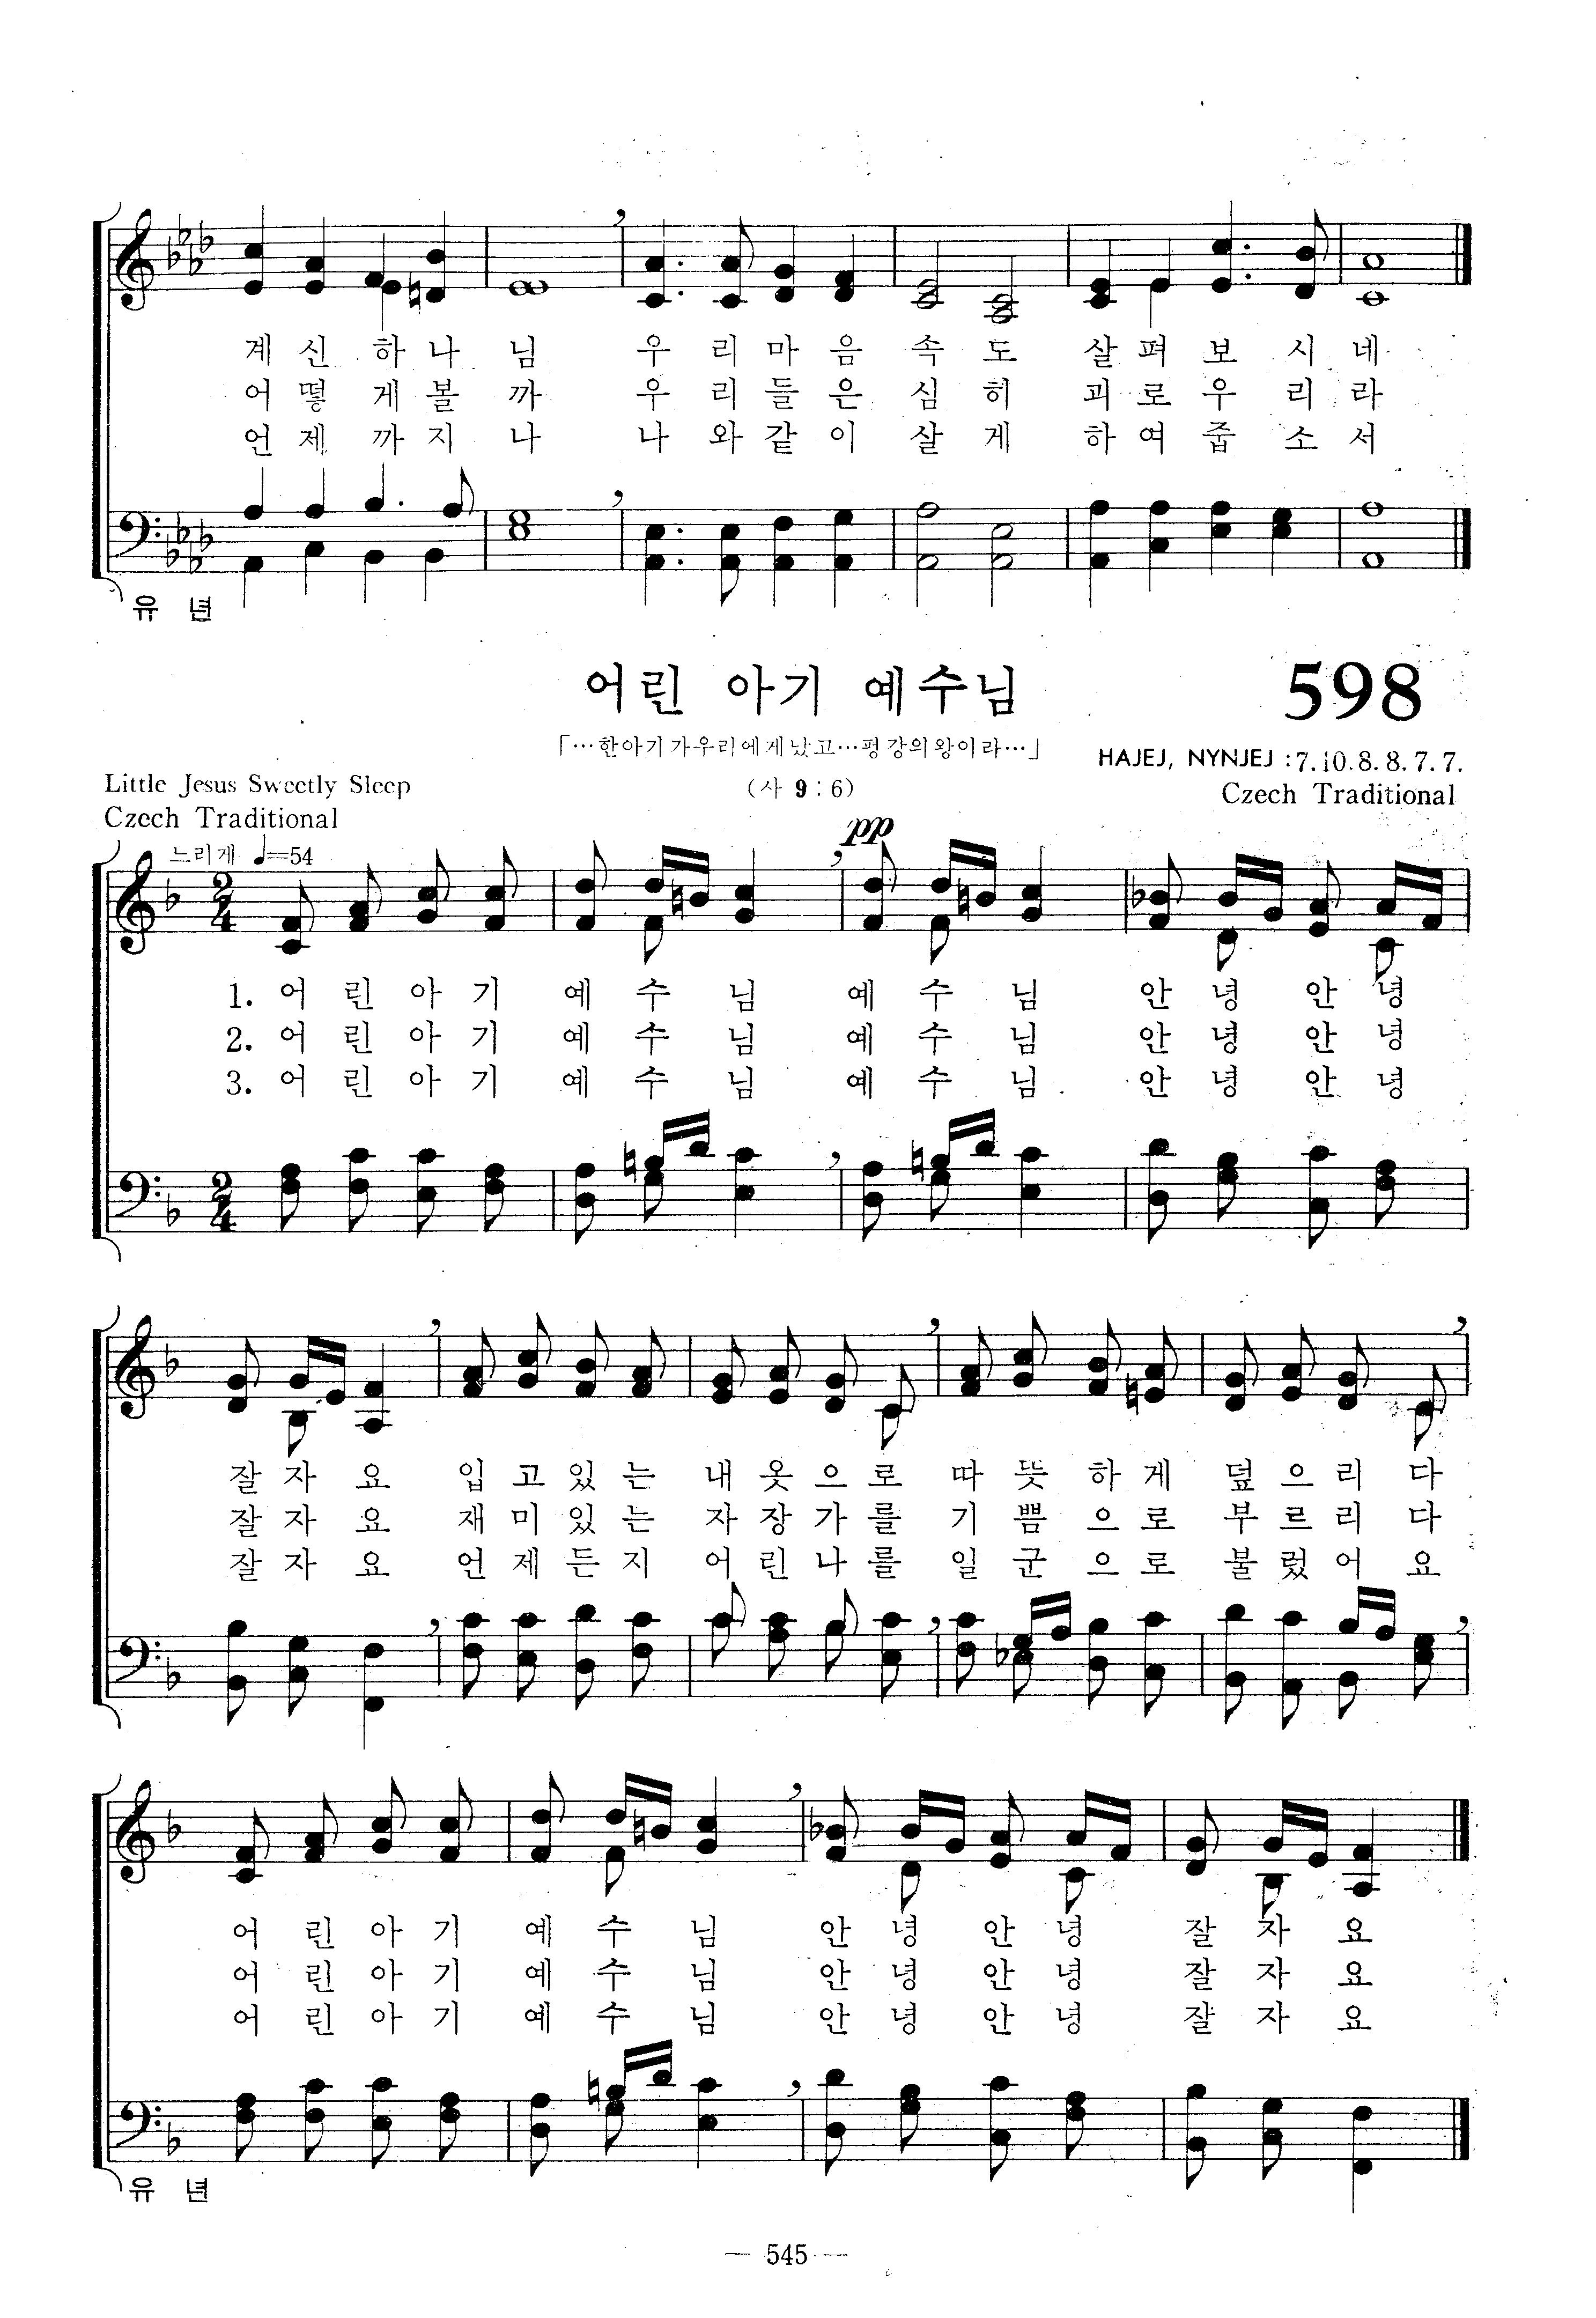 계 신 하 나 님 우 리 마 음 속 도 살 펴 보 시 네
어 떻 게 볼 까 우 리 들 은 심 히 괴 로 우 리 라
언 제 까 지 나 나 와 같 이 살 게 하 여 줍 소 서
유 년
어린 아기 예수님
598
「…한아기가우리에게났고…평강의왕이라…」
(사 9 : 6)
HAJEJ, NYNJEJ : 7. 10. 8. 8. 7. 7.
Little Jesus Sweetly Sleep
Czech Traditional
Czech Traditional
느리게 ♩=54
pp
1. 어 린 아 기 예 수 님 예 수 님 안 녕 안 녕
2. 어 린 아 기 예 수 님 예 수 님 안 녕 안 녕
3. 어 린 아 기 예 수 님 예 수 님 안 녕 안 녕
잘 자 요 입 고 있 는 내 옷 으 로 따 뜻 하 게 덮 으 리 다
잘 자 요 재 미 있 는 자 장 가 를 기 쁨 으 로 부 르 리 다
잘 자 요 언 제 든 지 어 린 나 를 일 군 으 로 불 렀 어 요
어 린 아 기 예 수 님 안 녕 안 녕 잘 자 요
어 린 아 기 예 수 님 안 녕 안 녕 잘 자 요
어 린 아 기 예 수 님 안 녕 안 녕 잘 자 요
유 년
— 545 —